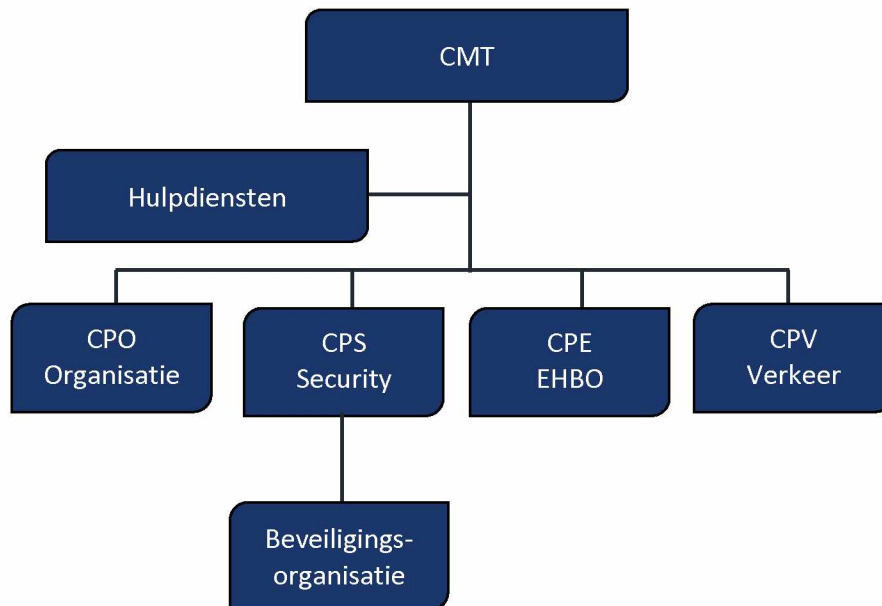 CMT
Hulpdiensten
CPO
Organisatie
CPS
Security
CPE
EHBO
CPV
Verkeer
Beveiligings-
organisatie